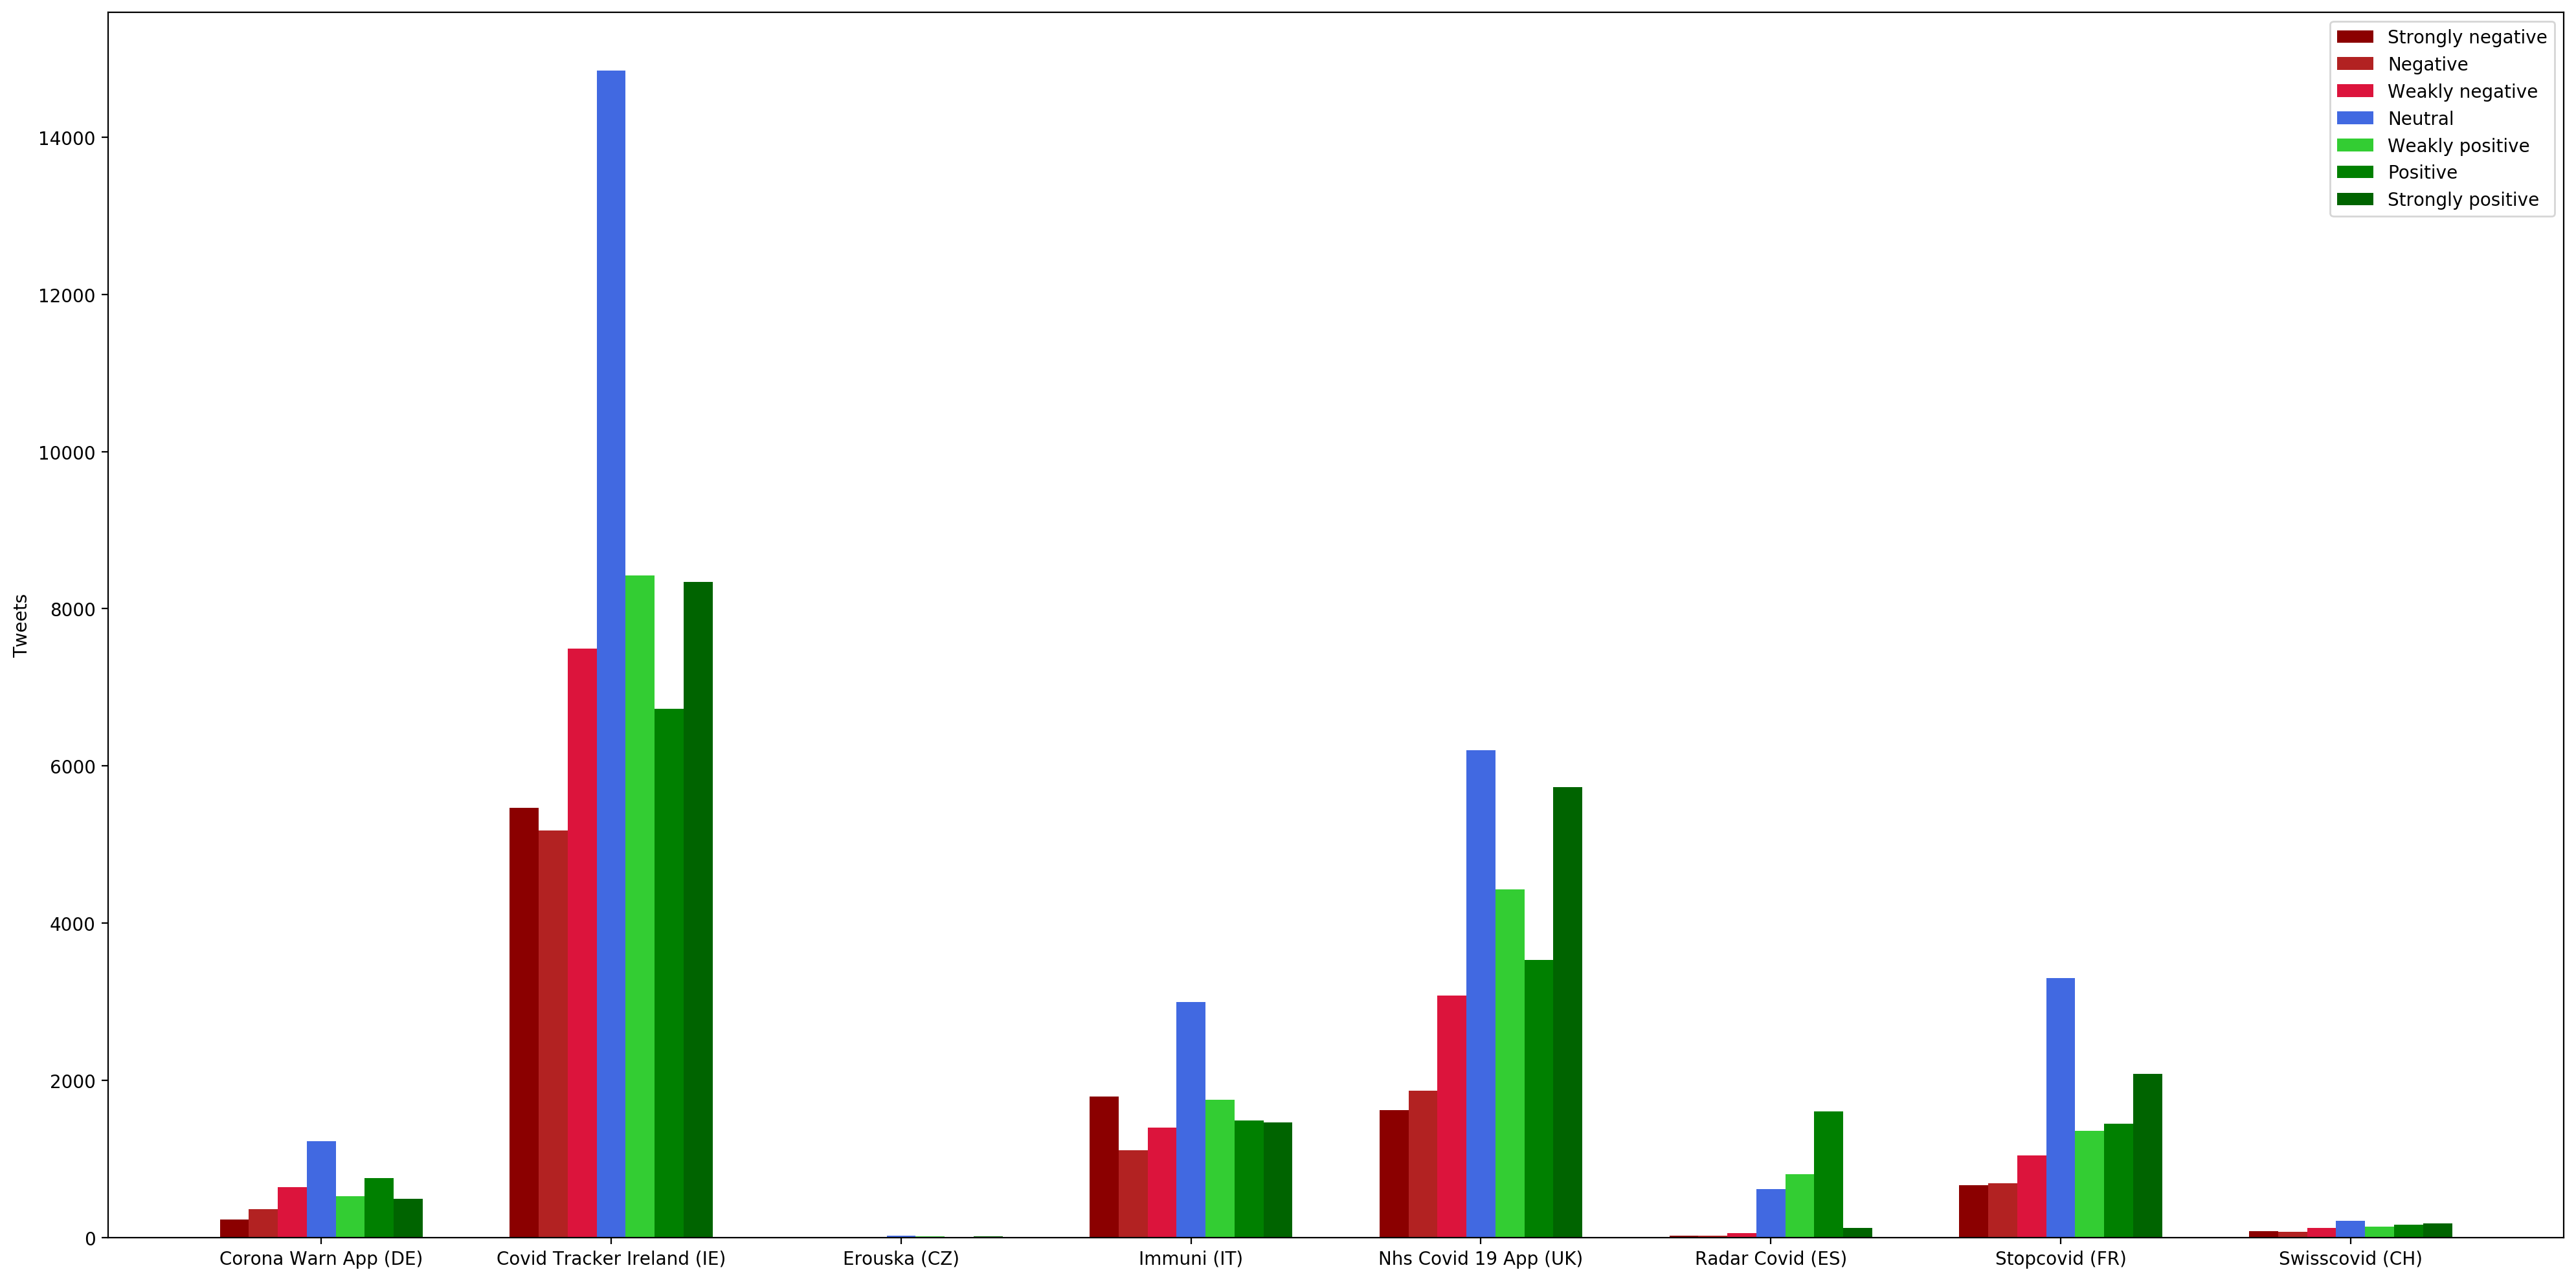 Strongly negative
Negative
Weakly negative
Neutral
Weakly positive
Positive
Strongly positive
Tweets
14000
12000
10000
8000
6000
4000
2000
0
Corona Warn App (DE)
Covid Tracker Ireland (IE)
Erouska (CZ)
Immuni (IT)
Nhs Covid 19 App (UK)
Radar Covid (ES)
Stopcovid (FR)
Swisscovid (CH)